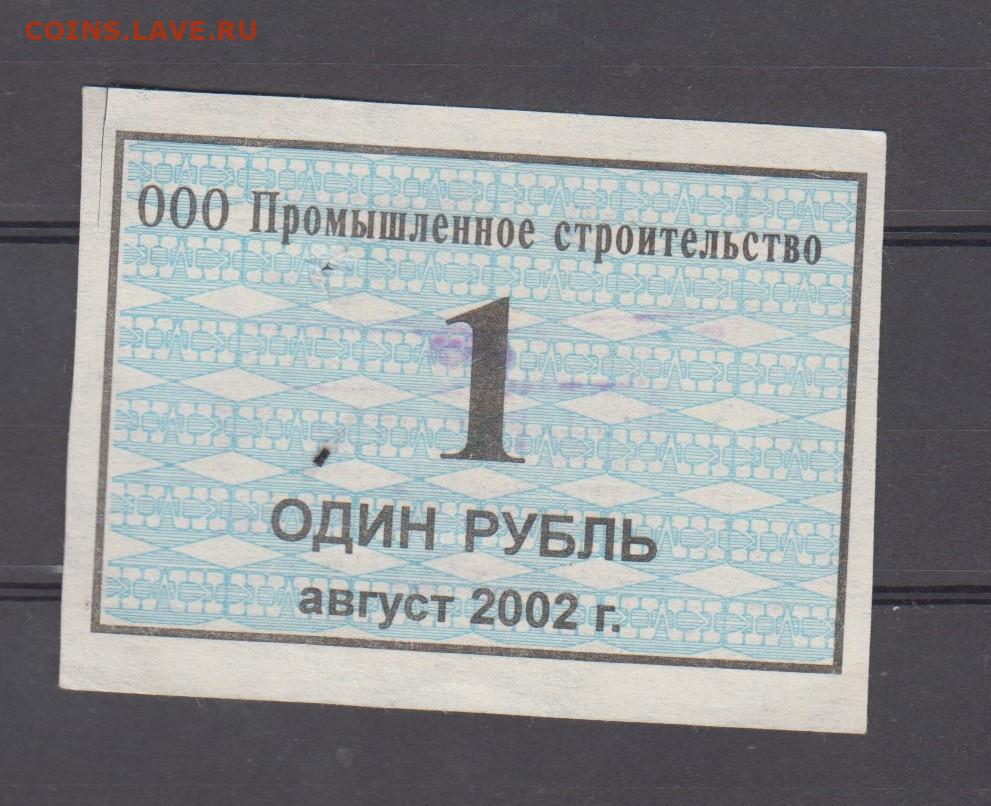 COINS.LAVE.RU
ООО Промышленное строительство
1
ОДИН РУБЛЬ
август 2002 г.